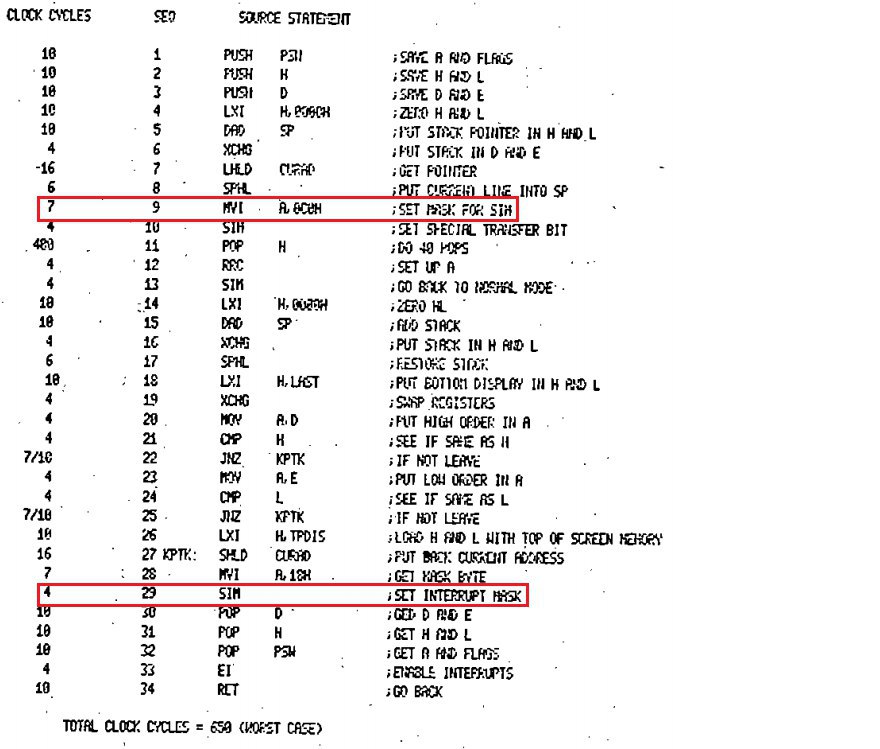 CLOCK CYCLES SEQ SOURCE STATEMENT
10 1 PUSH PSW ;SAVE A AND FLAGS
10 2 PUSH H ;SAVE H AND L
10 3 PUSH D ;SAVE D AND E
10 4 LXI H,0000H ;ZERO H AND L
10 5 DAD SP ;PUT STACK POINTER IN H AND L
4 6 XCHG ;PUT STACK IN D AND E
16 7 LHLD CURAD ;GET POINTER
6 8 SPHL ;PUT CURRENT LINE INTO SP
7 9 MVI A,0C0H ;SET MASK FOR SIM
4 10 SIM ;SET SPECIAL TRANSFER BIT
400 11 POP H ;DO 40 POPS
4 12 RRC ;SET UP A
4 13 SIM ;GO BACK TO NORMAL MODE
10 14 LXI H,0000H ;ZERO HL
10 15 DAD SP ;ADD STACK
4 16 XCHG ;PUT STACK IN H AND L
6 17 SPHL ;RESTORE STACK
10 18 LXI H,LAST ;PUT BOTTOM DISPLAY IN H AND L
4 19 XCHG ;SWAP REGISTERS
4 20 MOV A,D ;PUT HIGH ORDER IN A
4 21 CMP H ;SEE IF SAME AS H
7/10 22 JNZ KPTK ;IF NOT LEAVE
4 23 MOV A,E ;PUT LOW ORDER IN A
4 24 CMP L ;SEE IF SAME AS L
7/10 25 JNZ KPTK ;IF NOT LEAVE
10 26 LXI H,TPDIS ;LOAD H AND L WITH TOP OF SCREEN MEMORY
16 27 KPTK: SHLD CURAD ;PUT BACK CURRENT ADDRESS
7 28 MVI A,18H ;GET MASK BYTE
4 29 SIM ;SET INTERRUPT MASK
10 30 POP D ;GED D AND E
10 31 POP H ;GET H AND L
10 32 POP PSW ;GET A AND FLAGS
4 33 EI ;ENABLE INTERRUPTS
10 34 RET ;GO BACK
TOTAL CLOCK CYCLES = 650 (WORST CASE)